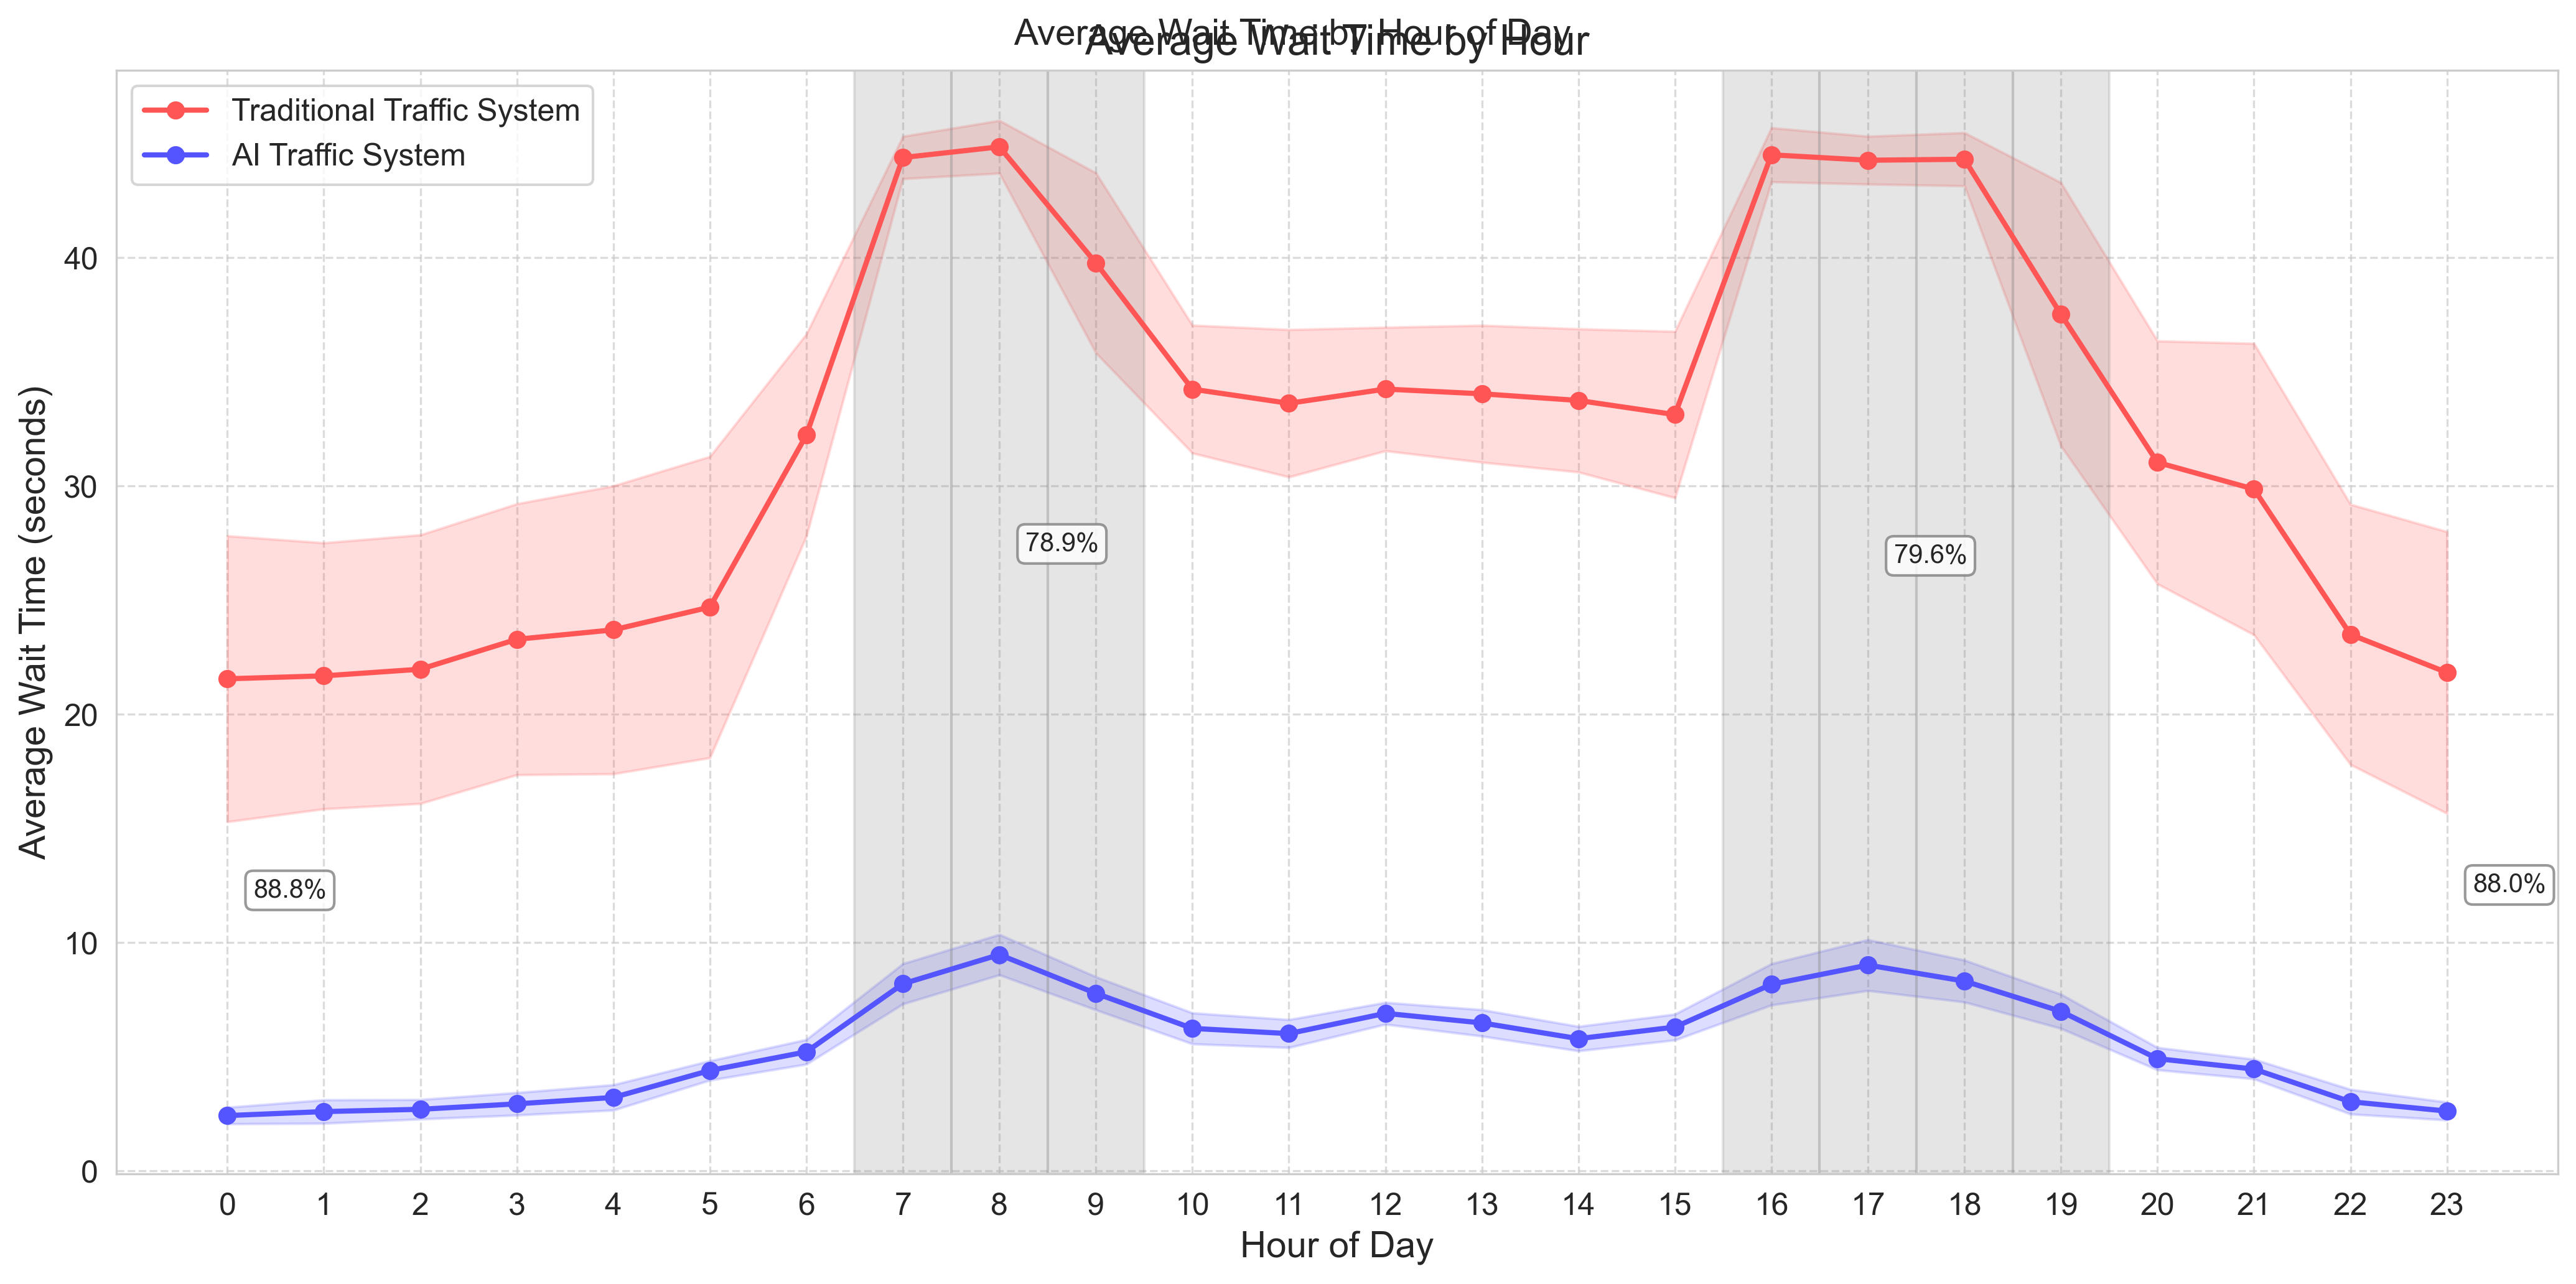 Average Wait Time by Hour of Day
Average Wait Time by Hour
Traditional Traffic System
AI Traffic System
Average Wait Time (seconds)
40
30
20
10
0
78.9%
79.6%
88.8%
88.0%
0 1 2 3 4 5 6 7 8 9 10 11 12 13 14 15 16 17 18 19 20 21 22 23
Hour of Day